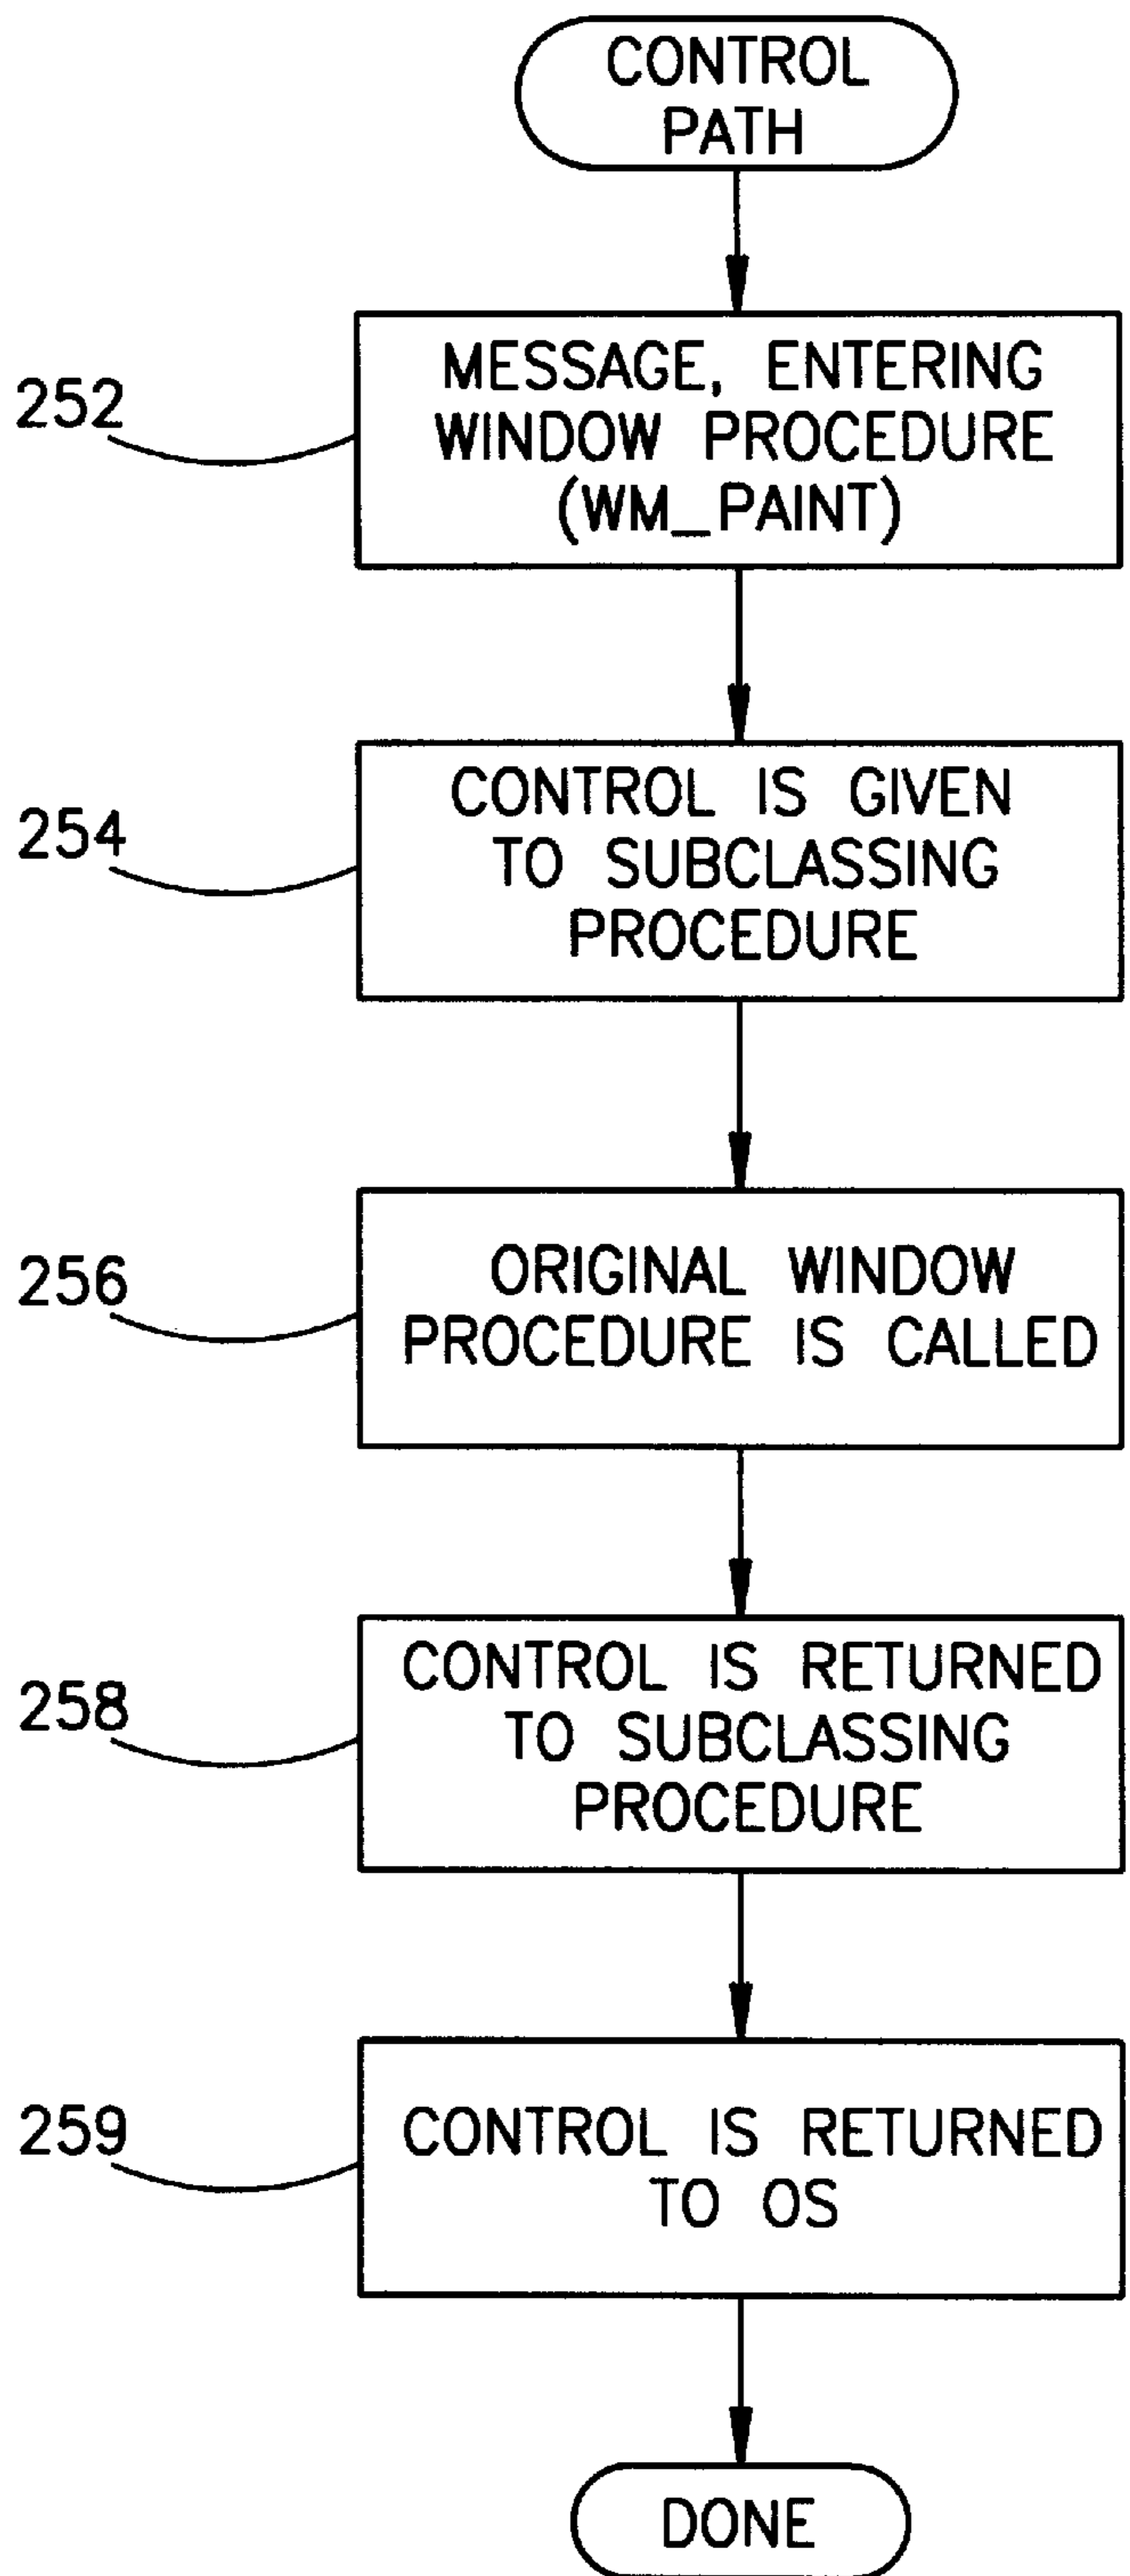 CONTROL
PATH
252
MESSAGE, ENTERING
WINDOW PROCEDURE
(WM_PAINT)
254
CONTROL IS GIVEN
TO SUBCLASSING
PROCEDURE
256
ORIGINAL WINDOW
PROCEDURE IS CALLED
258
CONTROL IS RETURNED
TO SUBCLASSING
PROCEDURE
259
CONTROL IS RETURNED
TO OS
DONE